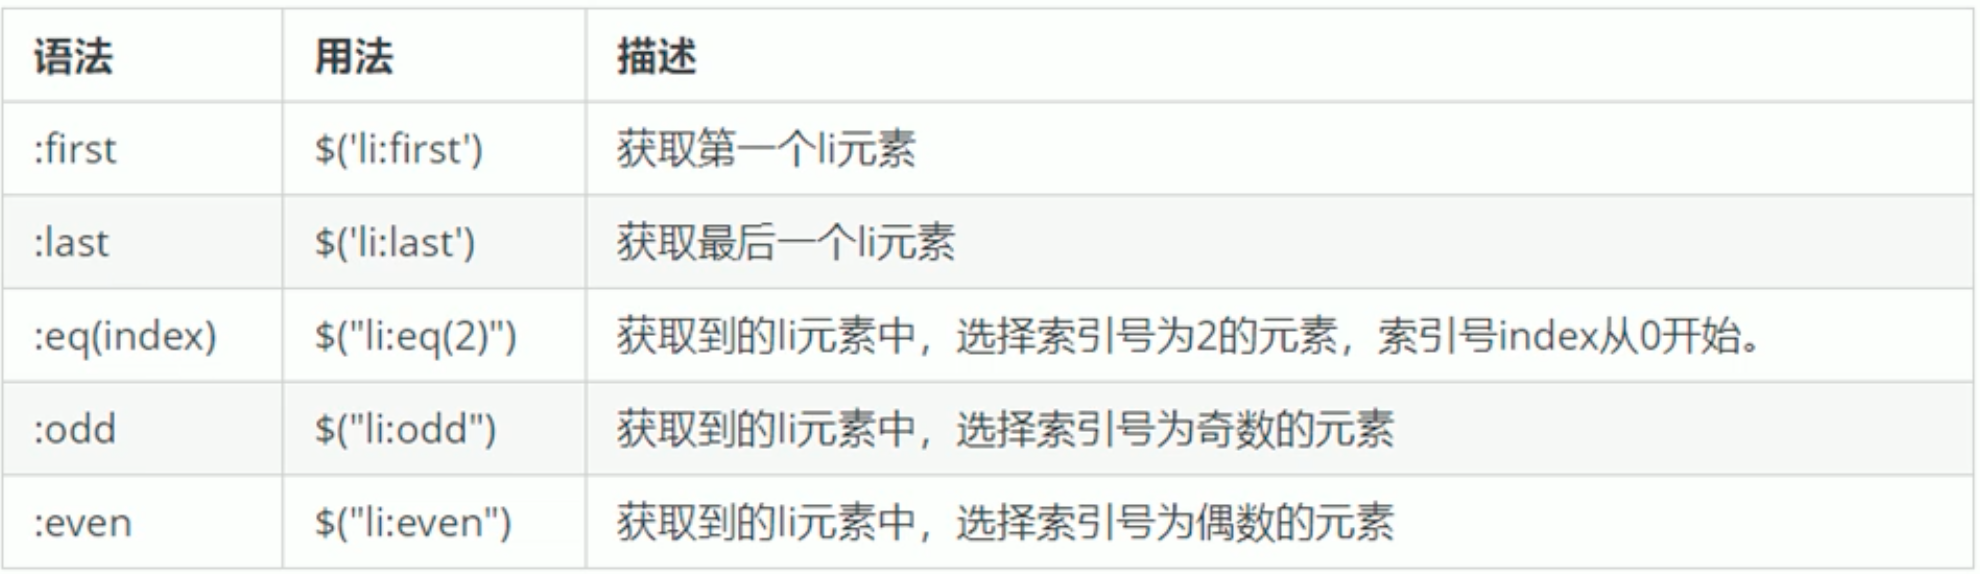 语法 用法 描述
:first $('li:first') 获取第一个li元素
:last $('li:last') 获取最后一个li元素
:eq(index) $("li:eq(2)") 获取到的li元素中，选择索引号为2的元素，索引号index从0开始。
:odd $("li:odd") 获取到的li元素中，选择索引号为奇数的元素
:even $("li:even") 获取到的li元素中，选择索引号为偶数的元素